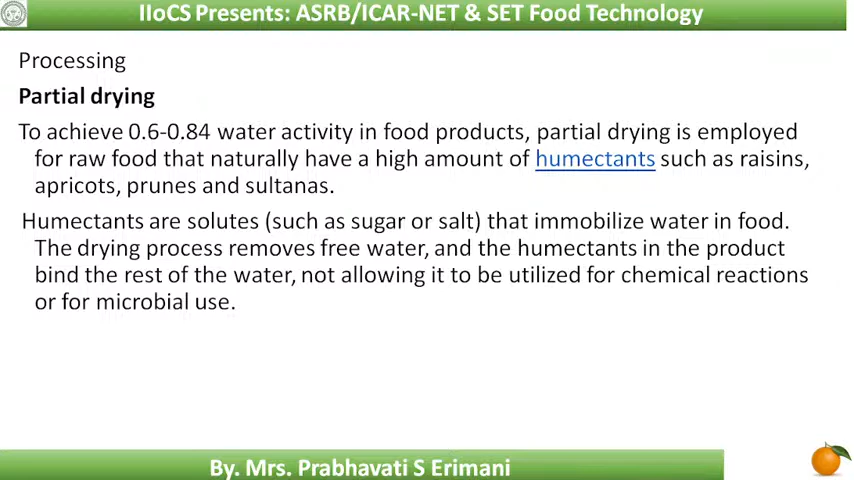 IIoCS Presents: ASRB/ICAR-NET & SET Food Technology
Processing
Partial drying
To achieve 0.6-0.84 water activity in food products, partial drying is employed
for raw food that naturally have a high amount of humectants such as raisins,
apricots, prunes and sultanas.
Humectants are solutes (such as sugar or salt) that immobilize water in food.
The drying process removes free water, and the humectants in the product
bind the rest of the water, not allowing it to be utilized for chemical reactions
or for microbial use.
By. Mrs. Prabhavati S Erimani